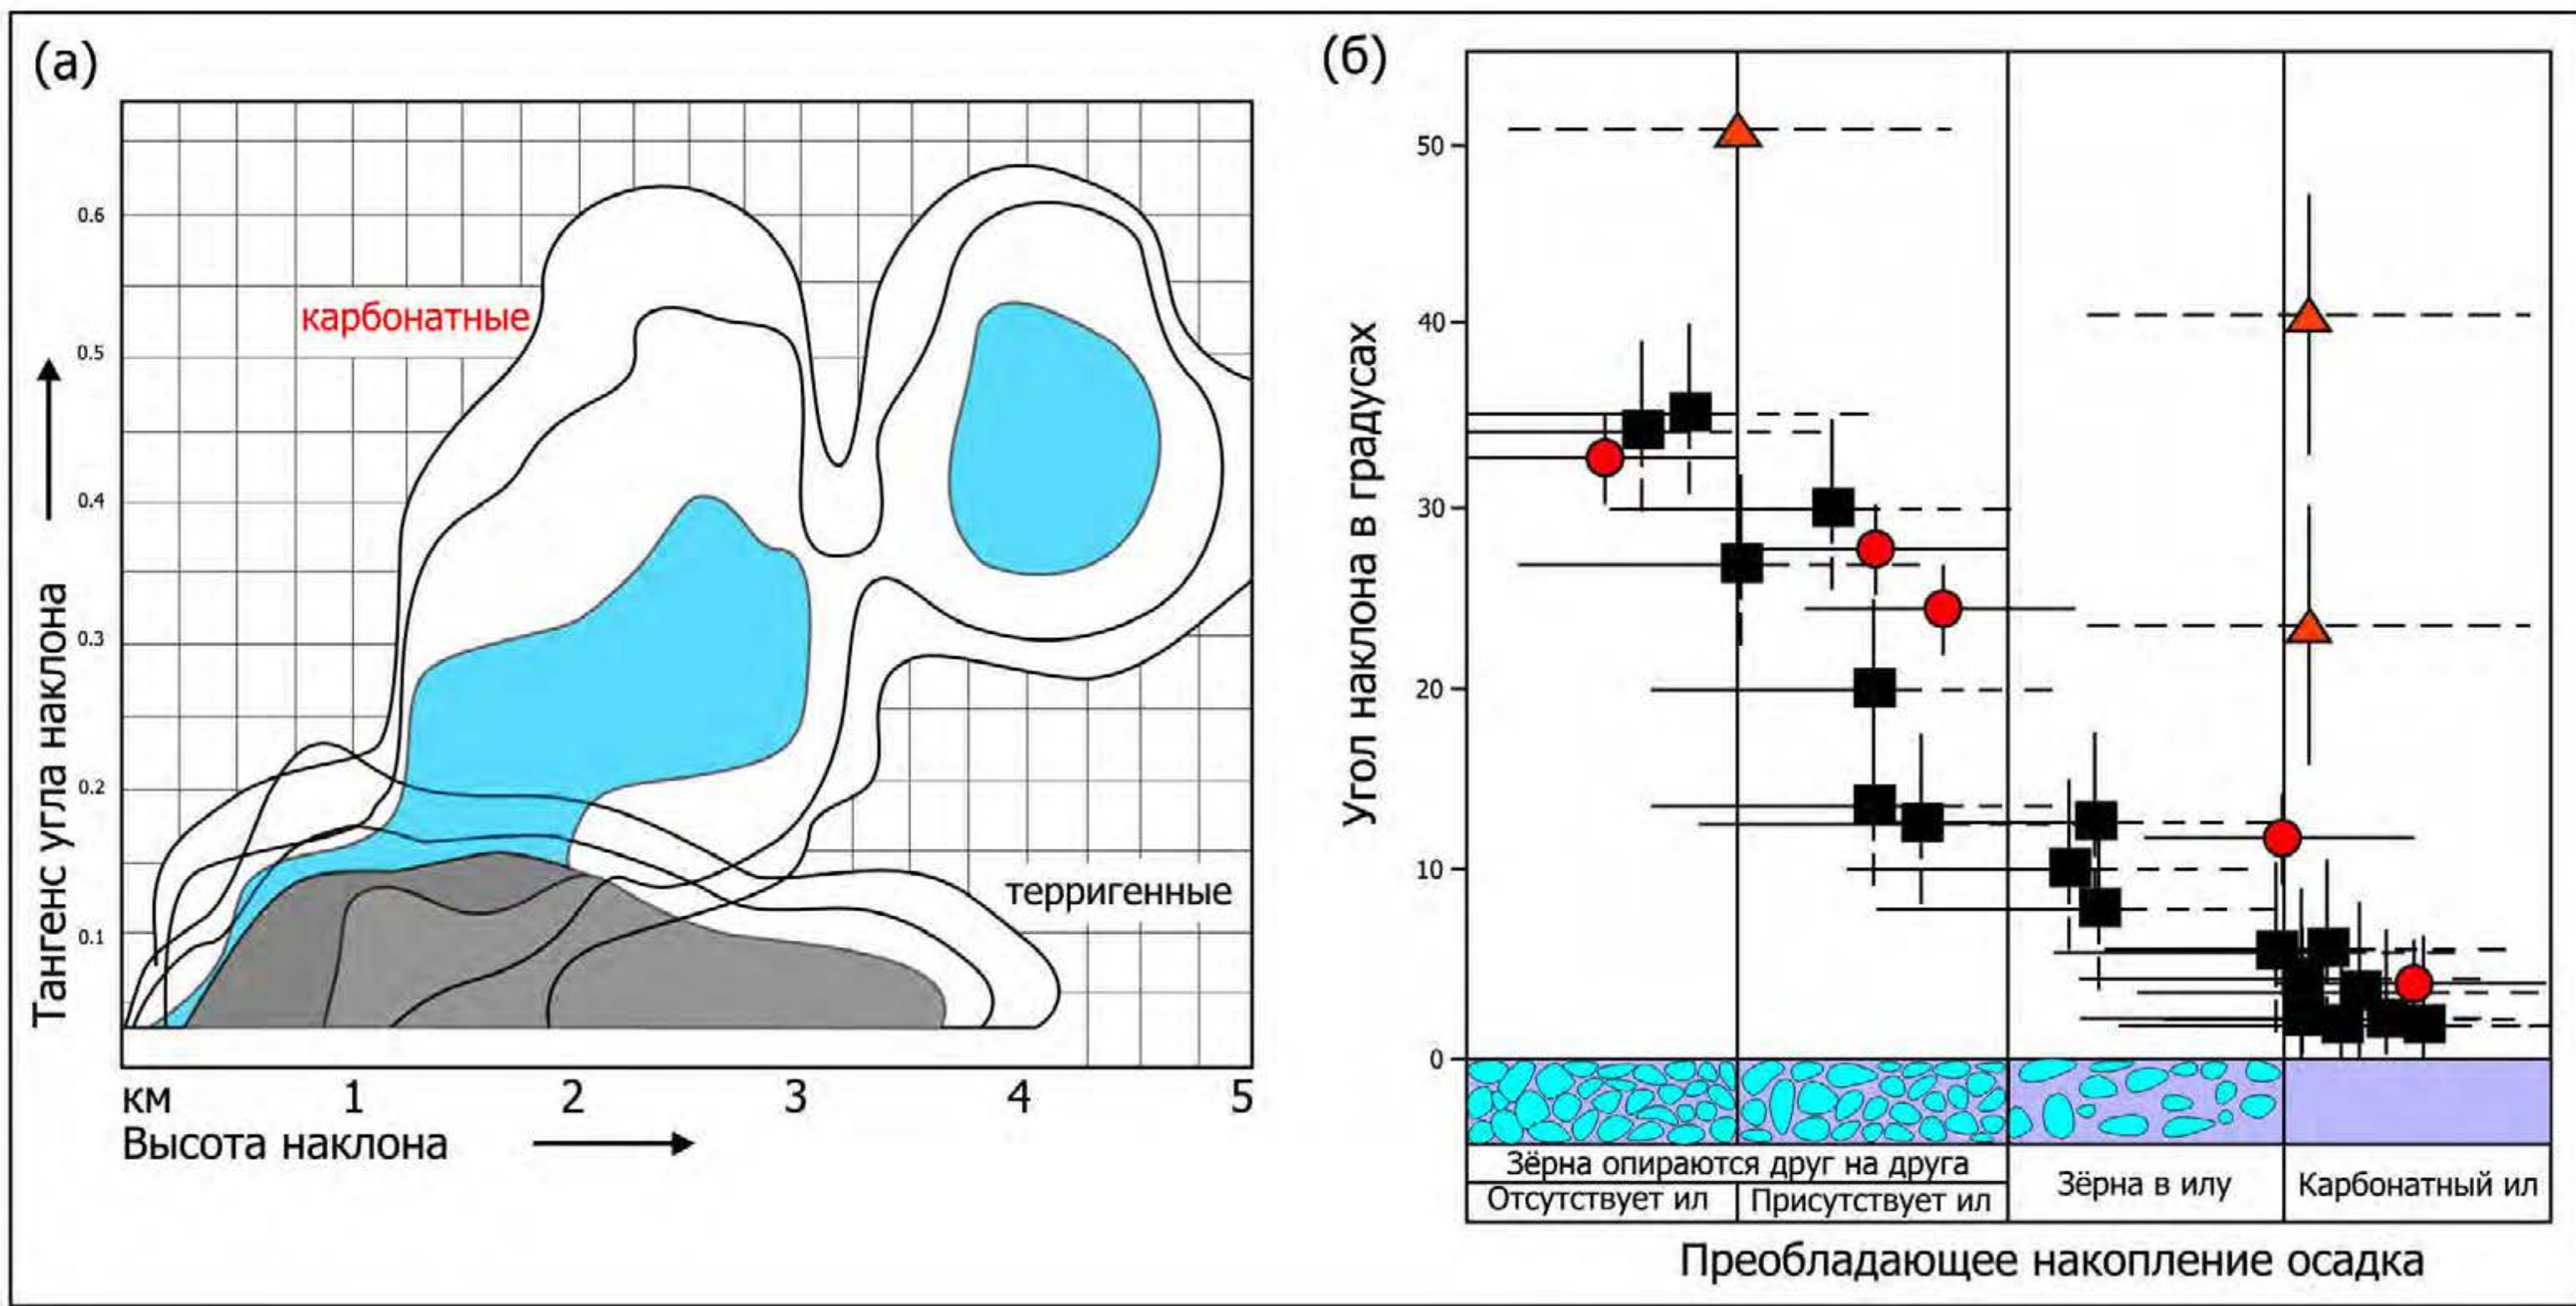 (а)
0.6
0.5
0.4
0.3
0.2
0.1
Тангенс угла наклона
карбонатные
терригенные
км 1 2 3 4 5
Высота наклона
(б)
50
40
30
20
10
0
Угол наклона в градусах
Зёрна опираются друг на друга
Отсутствует ил
Присутствует ил
Зёрна в илу
Карбонатный ил
Преобладающее накопление осадка